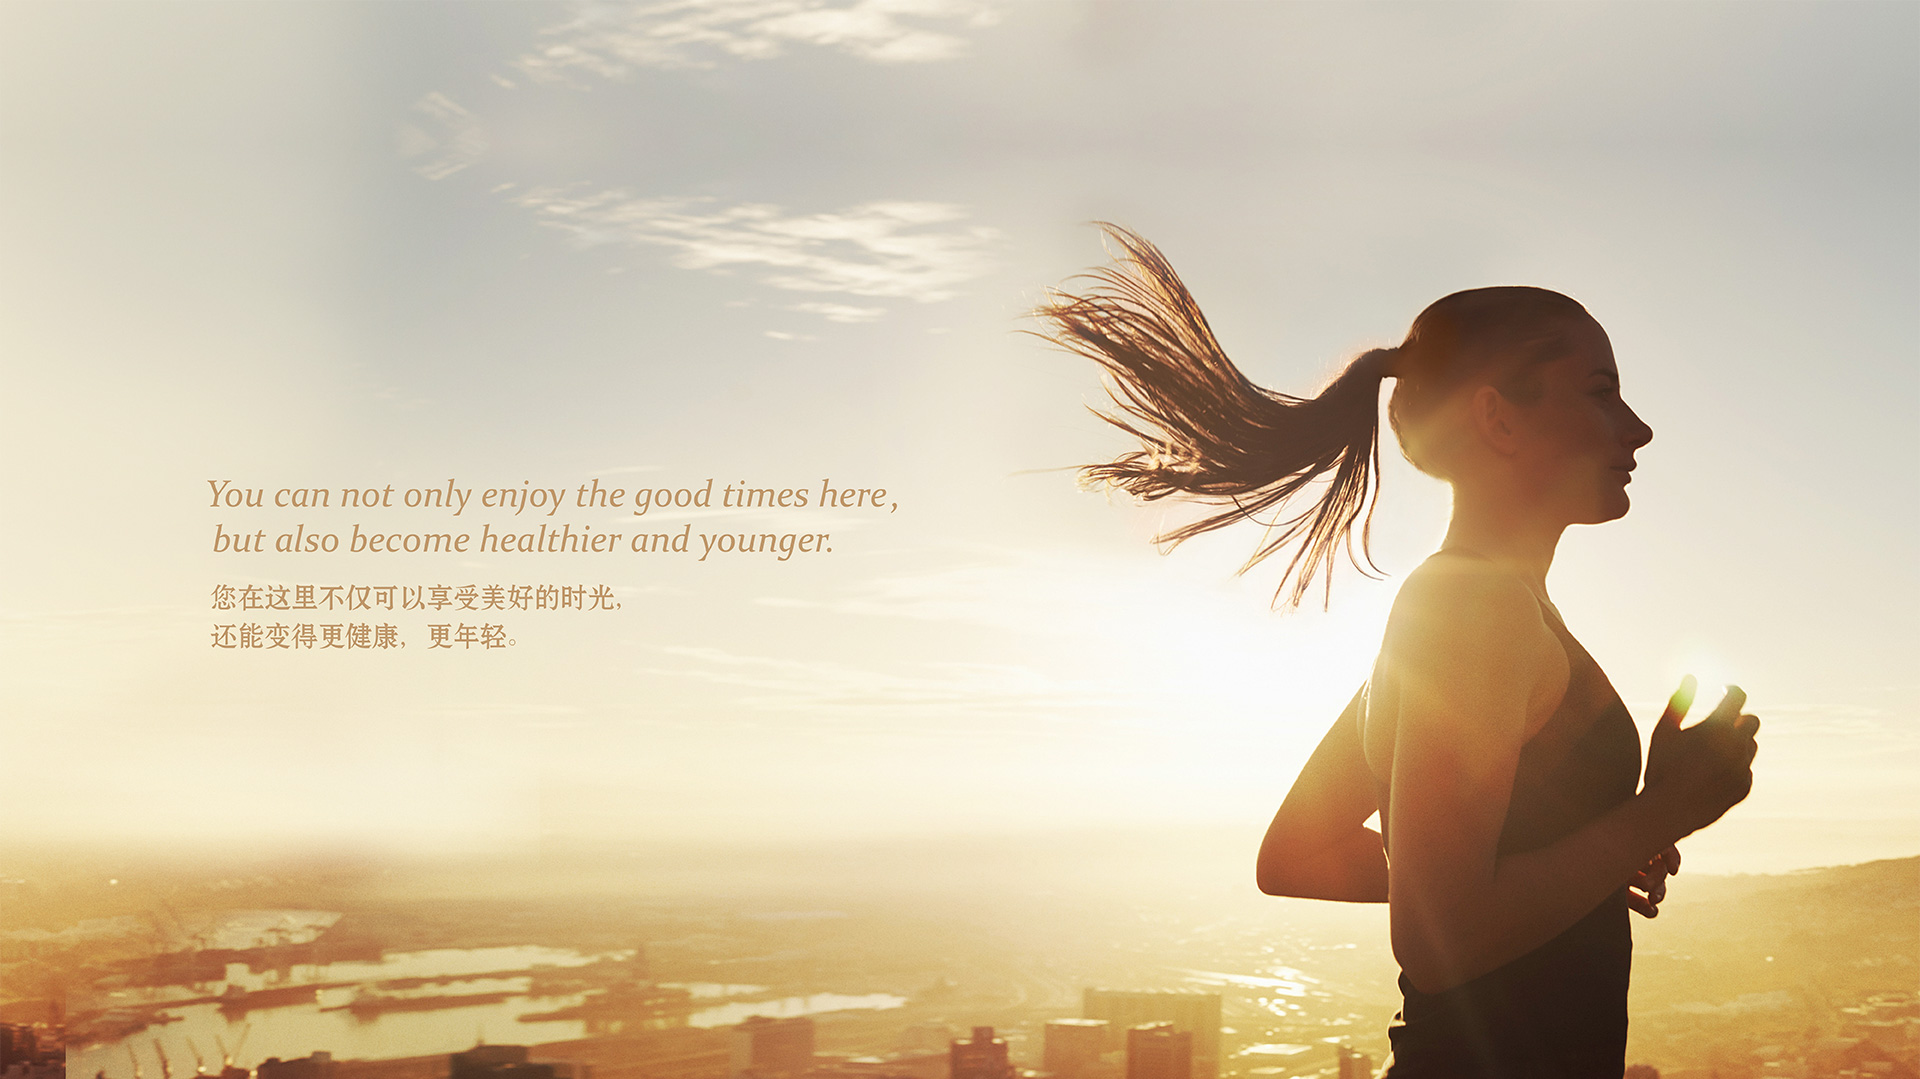 You can not only enjoy the good times here,
but also become healthier and younger.
您在这里不仅可以享受美好的时光，
还能变得更健康，更年轻。